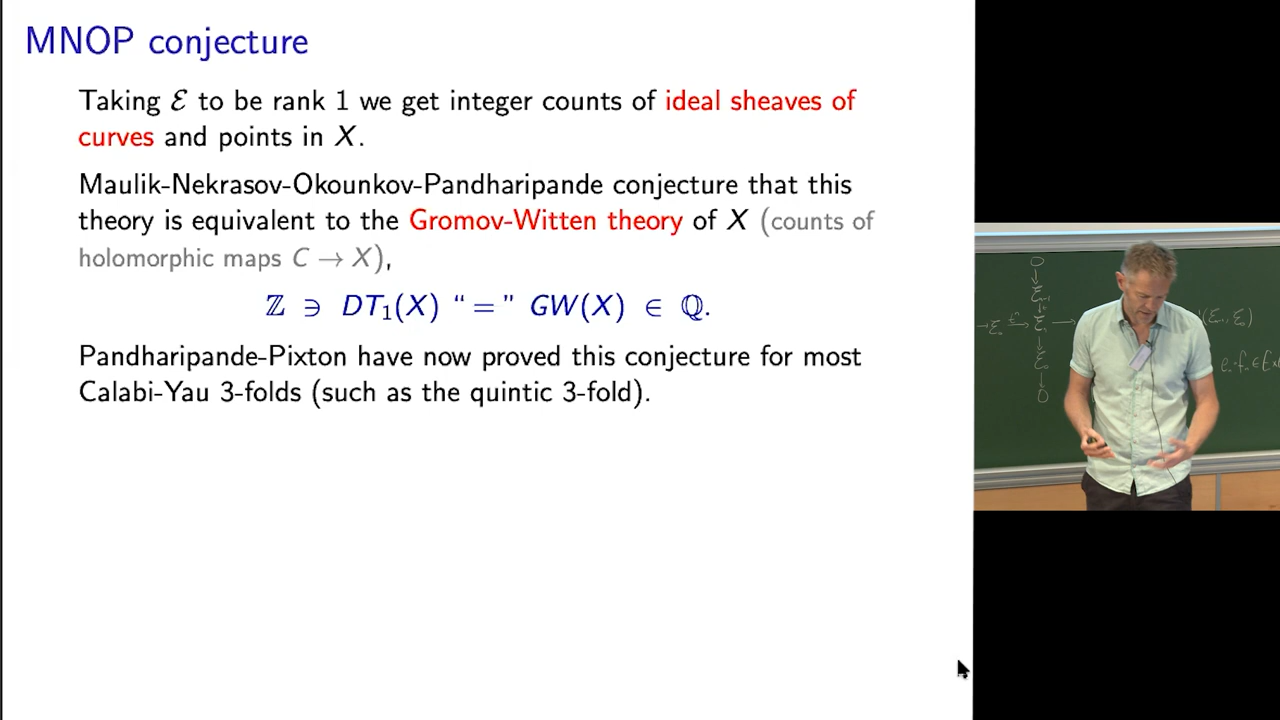 MNOP conjecture
Taking ℰ to be rank 1 we get integer counts of ideal sheaves of
curves and points in X.
Maulik-Nekrasov-Okounkov-Pandharipande conjecture that this
theory is equivalent to the Gromov-Witten theory of X (counts of
holomorphic maps C → X),
ℤ ∋ DT₁(X) “ = ” GW(X) ∈ ℚ.
Pandharipande-Pixton have now proved this conjecture for most
Calabi-Yau 3-folds (such as the quintic 3-fold).